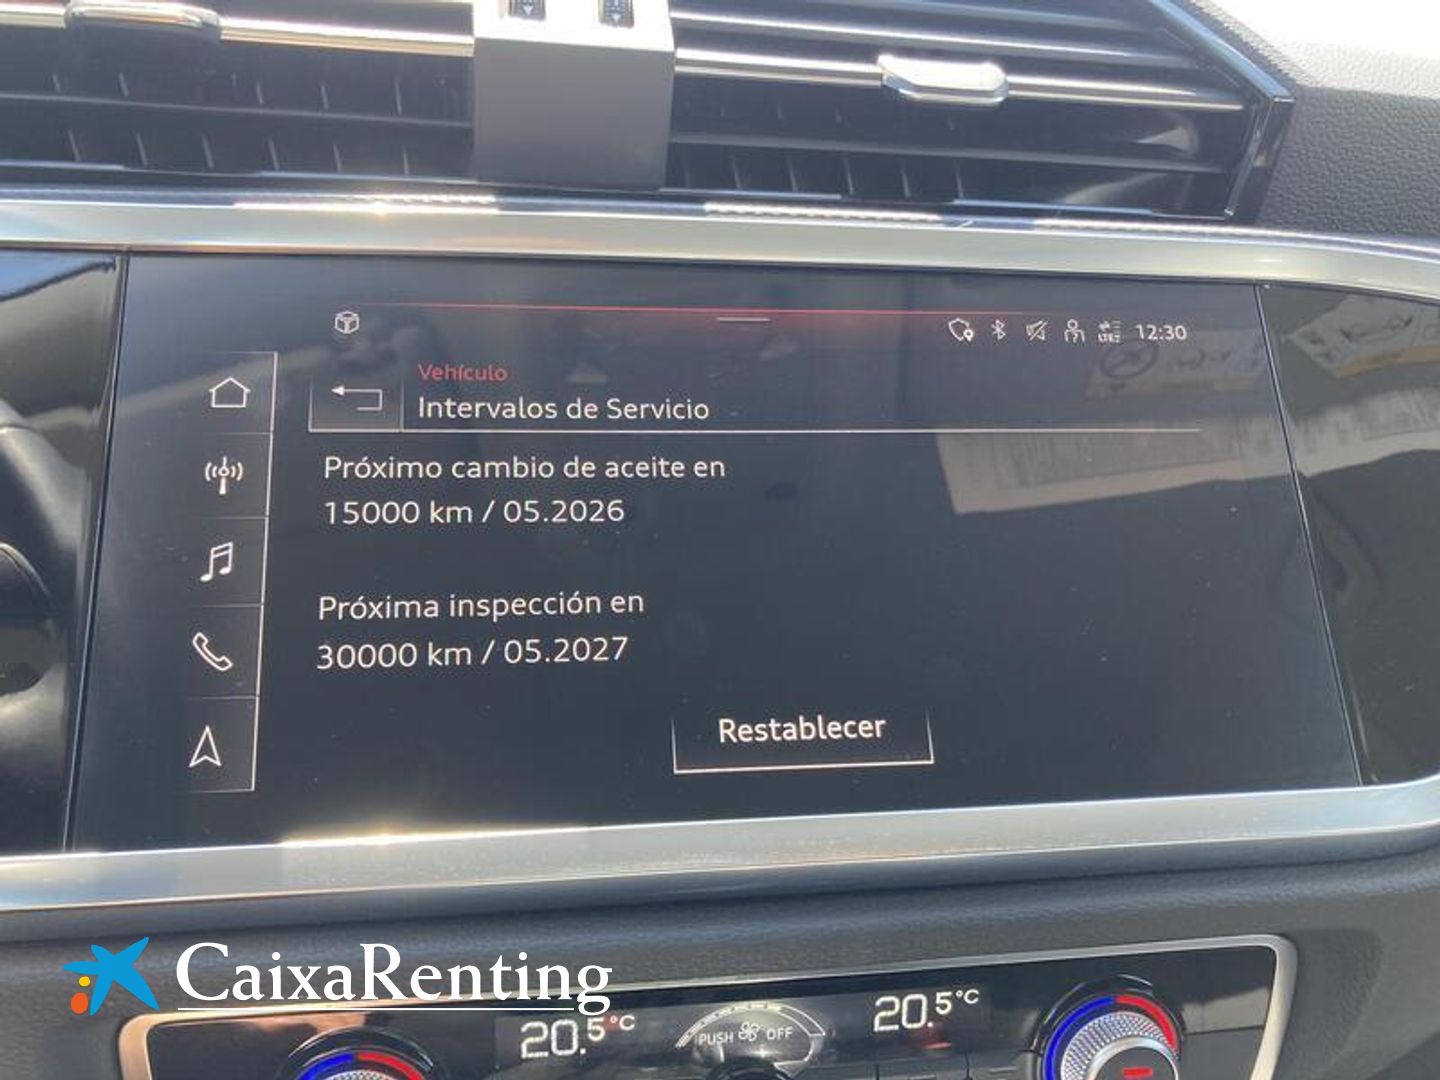 12:30
Vehículo
Intervalos de Servicio
Próximo cambio de aceite en
15000 km / 05.2026
Próxima inspección en
30000 km / 05.2027
Restablecer
CaixaRenting
20.5°C
PUSH OFF
20.5°C